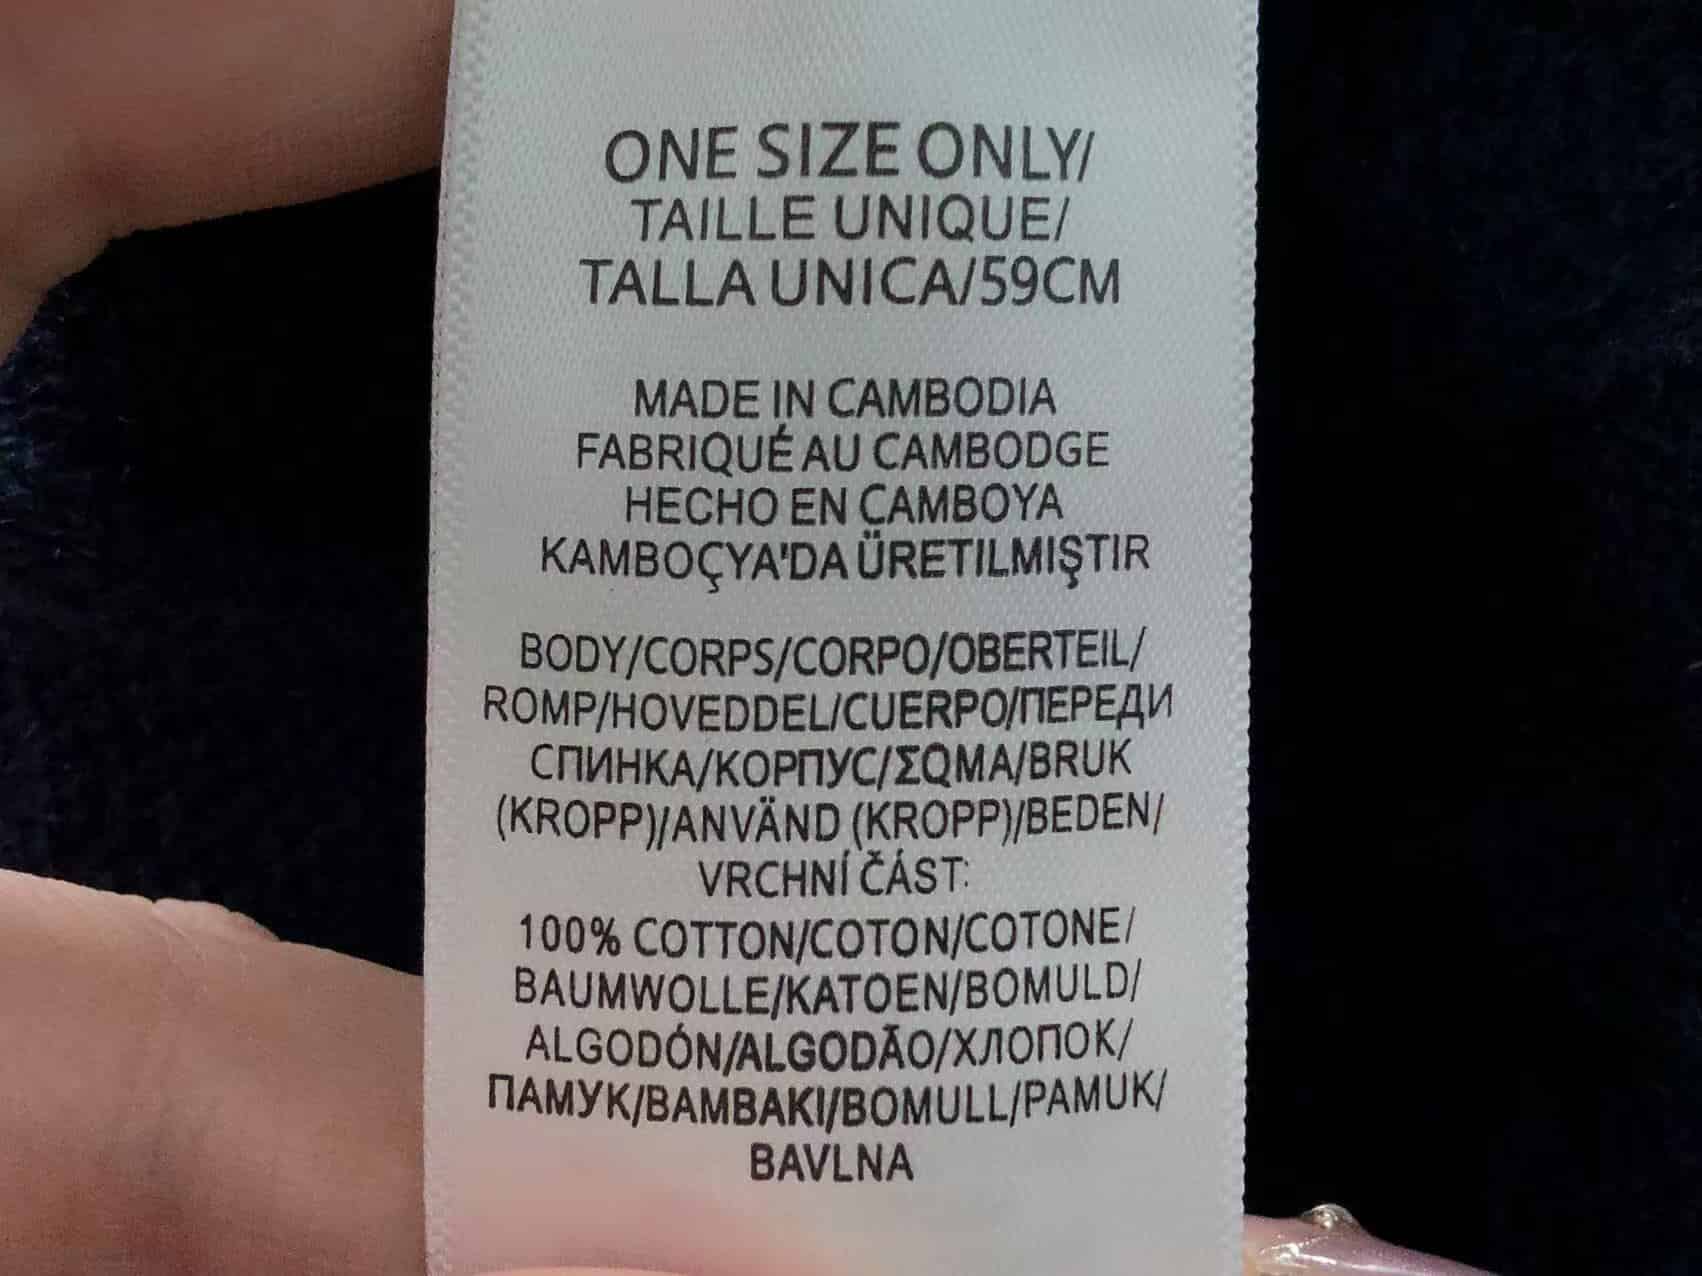 ONE SIZE ONLY/
TAILLE UNIQUE/
TALLA UNICA/59CM
MADE IN CAMBODIA
FABRIQUÉ AU CAMBODGE
HECHO EN CAMBOYA
KAMBOÇYA'DA ÜRETILMIŞTIR
BODY/CORPS/CORPO/OBERTEIL/
ROMP/HOVEDDEL/CUERPO/ПЕРЕДИ
СПИНКА/КОРПУС/ΣΩΜΑ/BRUK
(KROPP)/ANVÄND (KROPP)/BEDEN/
VRCHNÍ ČÁST:
100% COTTON/COTON/COTONE/
BAUMWOLLE/KATOEN/BOMULD/
ALGODÓN/ALGODÃO/ХЛОПОК/
ПАМУК/BAMBAKI/BOMULL/PAMUK/
BAVLNA